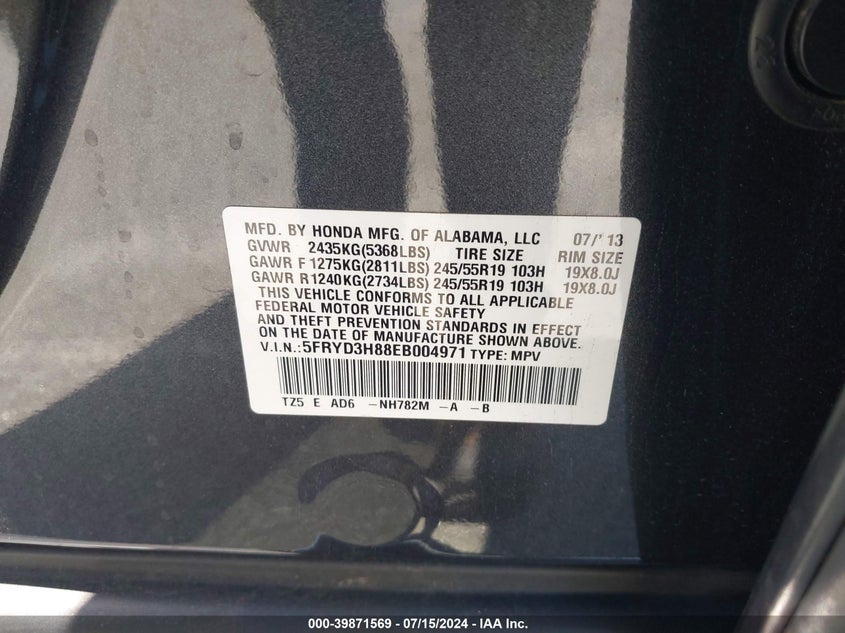 MFD. BY HONDA MFG. OF ALABAMA, LLC 07/'13
GVWR 2435KG(5368LBS) TIRE SIZE RIM SIZE
GAWR F 1275KG(2811LBS) 245/55R19 103H 19X8.0J
GAWR R 1240KG(2734LBS) 245/55R19 103H 19X8.0J
THIS VEHICLE CONFORMS TO ALL APPLICABLE
FEDERAL MOTOR VEHICLE SAFETY
AND THEFT PREVENTION STANDARDS IN EFFECT
ON THE DATE OF MANUFACTURE SHOWN ABOVE.
V.I.N.:5FRYD3H88EB004971 TYPE: MPV
TZ5 E AD6 -NH782M -A -B
000-39871569 | 07/15/2024 - IAA Inc.